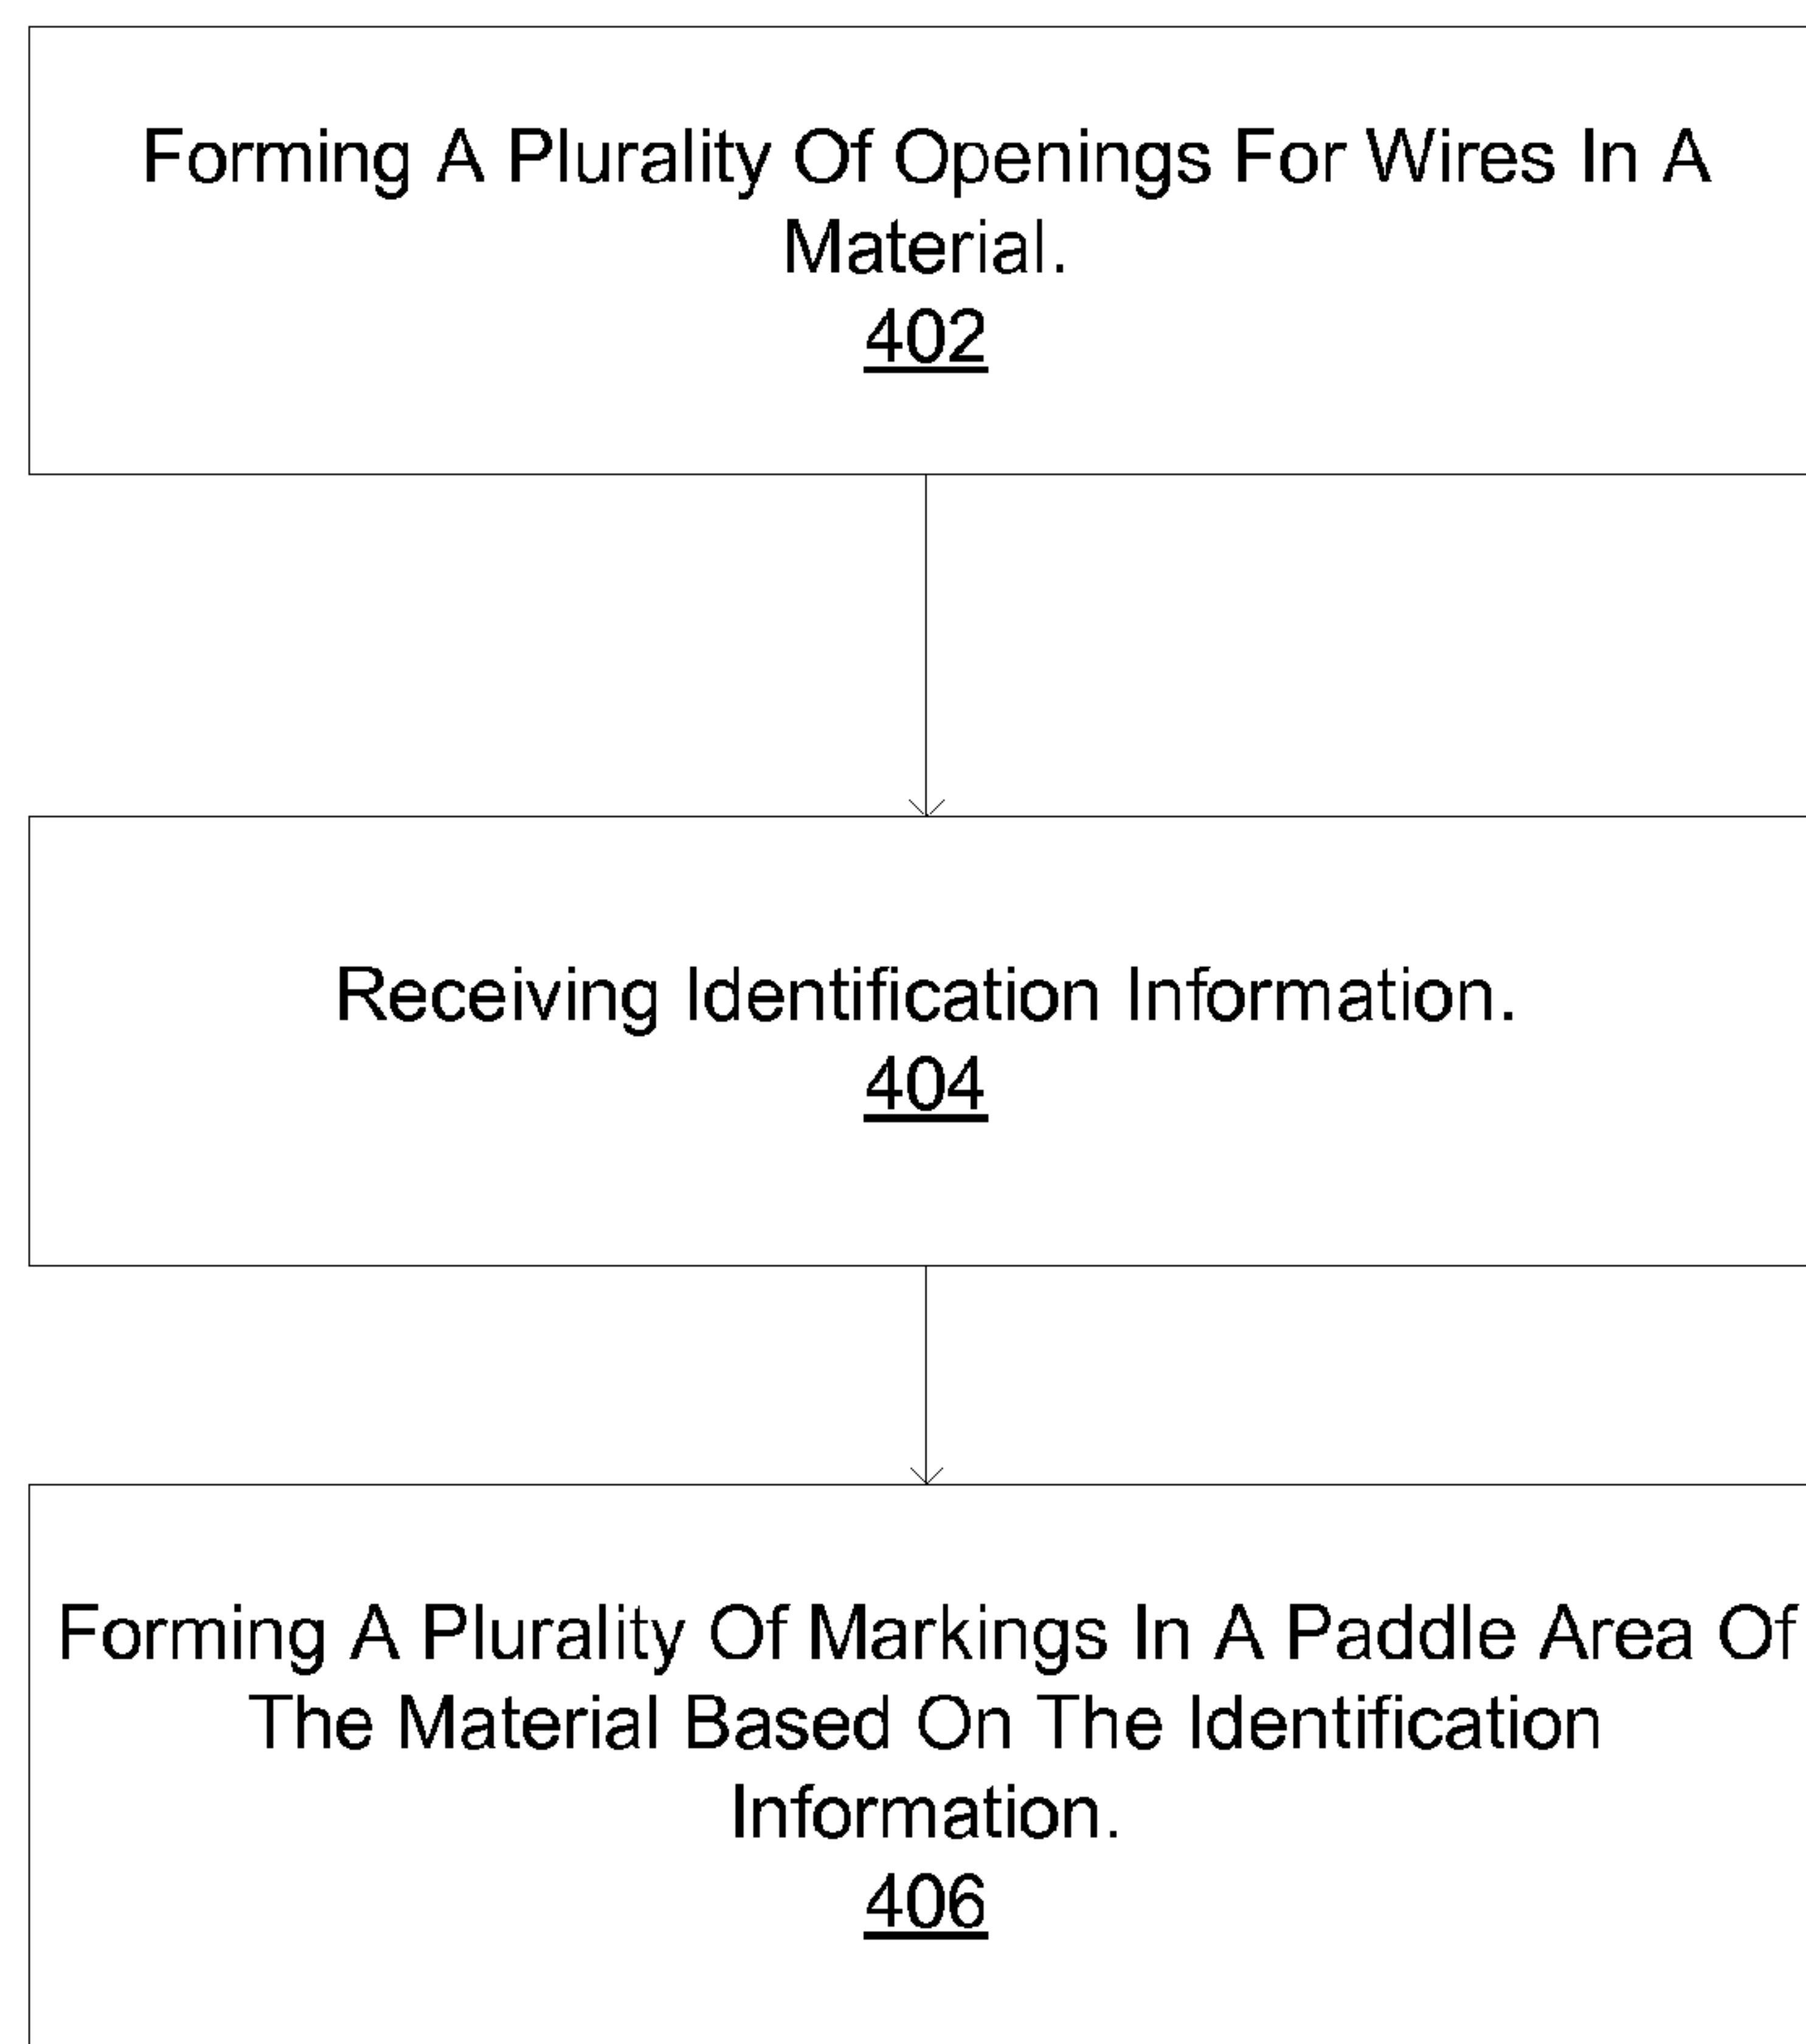 Forming A Plurality Of Openings For Wires In A
Material.
402
Receiving Identification Information.
404
Forming A Plurality Of Markings In A Paddle Area Of
The Material Based On The Identification
Information.
406